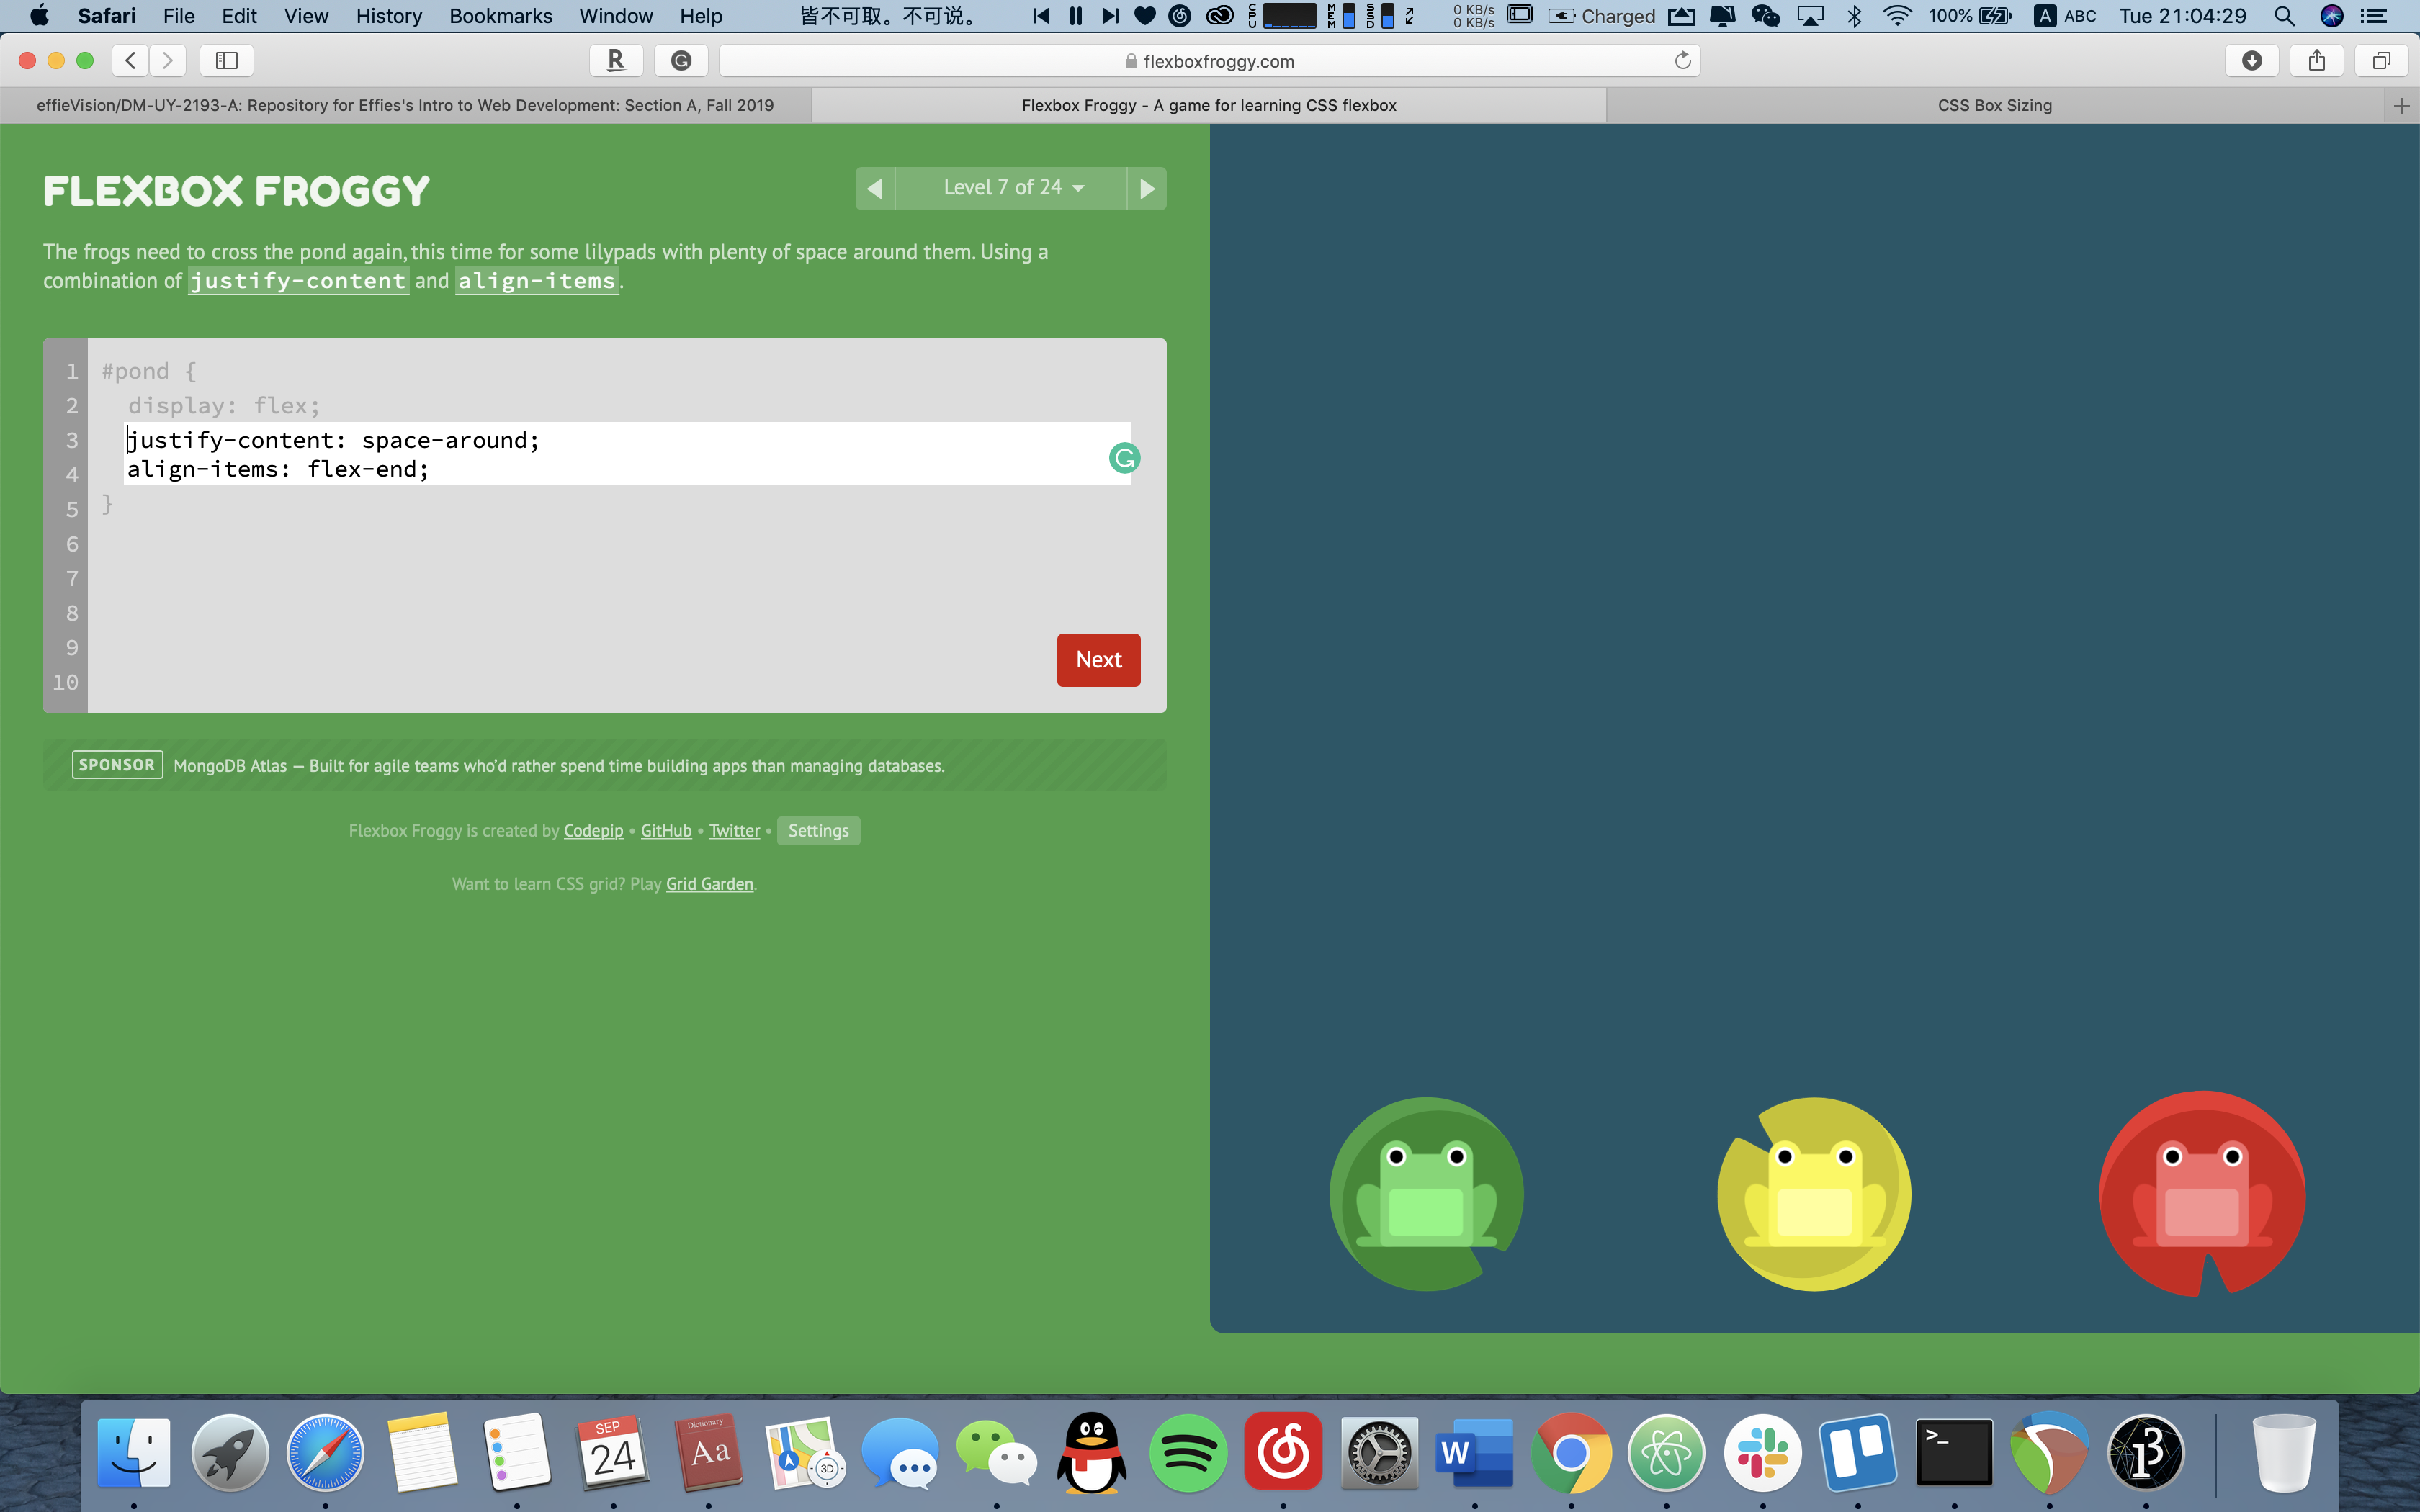 Safari File Edit View History Bookmarks Window Help 皆不可取。不可说。 CPU MEM SSD 0 KB/s 0 KB/s Charged 100% A ABC Tue 21:04:29
R
flexboxfroggy.com
effieVision/DM-UY-2193-A: Repository for Effies's Intro to Web Development: Section A, Fall 2019
Flexbox Froggy - A game for learning CSS flexbox
CSS Box Sizing
FLEXBOX FROGGY
Level 7 of 24
The frogs need to cross the pond again, this time for some lilypads with plenty of space around them. Using a
combination of justify-content and align-items.
1 #pond {
2 display: flex;
3 justify-content: space-around;
4 align-items: flex-end;
5 }
6
7
8
9
10
Next
SPONSOR MongoDB Atlas — Built for agile teams who'd rather spend time building apps than managing databases.
Flexbox Froggy is created by Codepip • GitHub • Twitter • Settings
Want to learn CSS grid? Play Grid Garden.
SEP
24
Dictionary
Aa
3D
W
>_